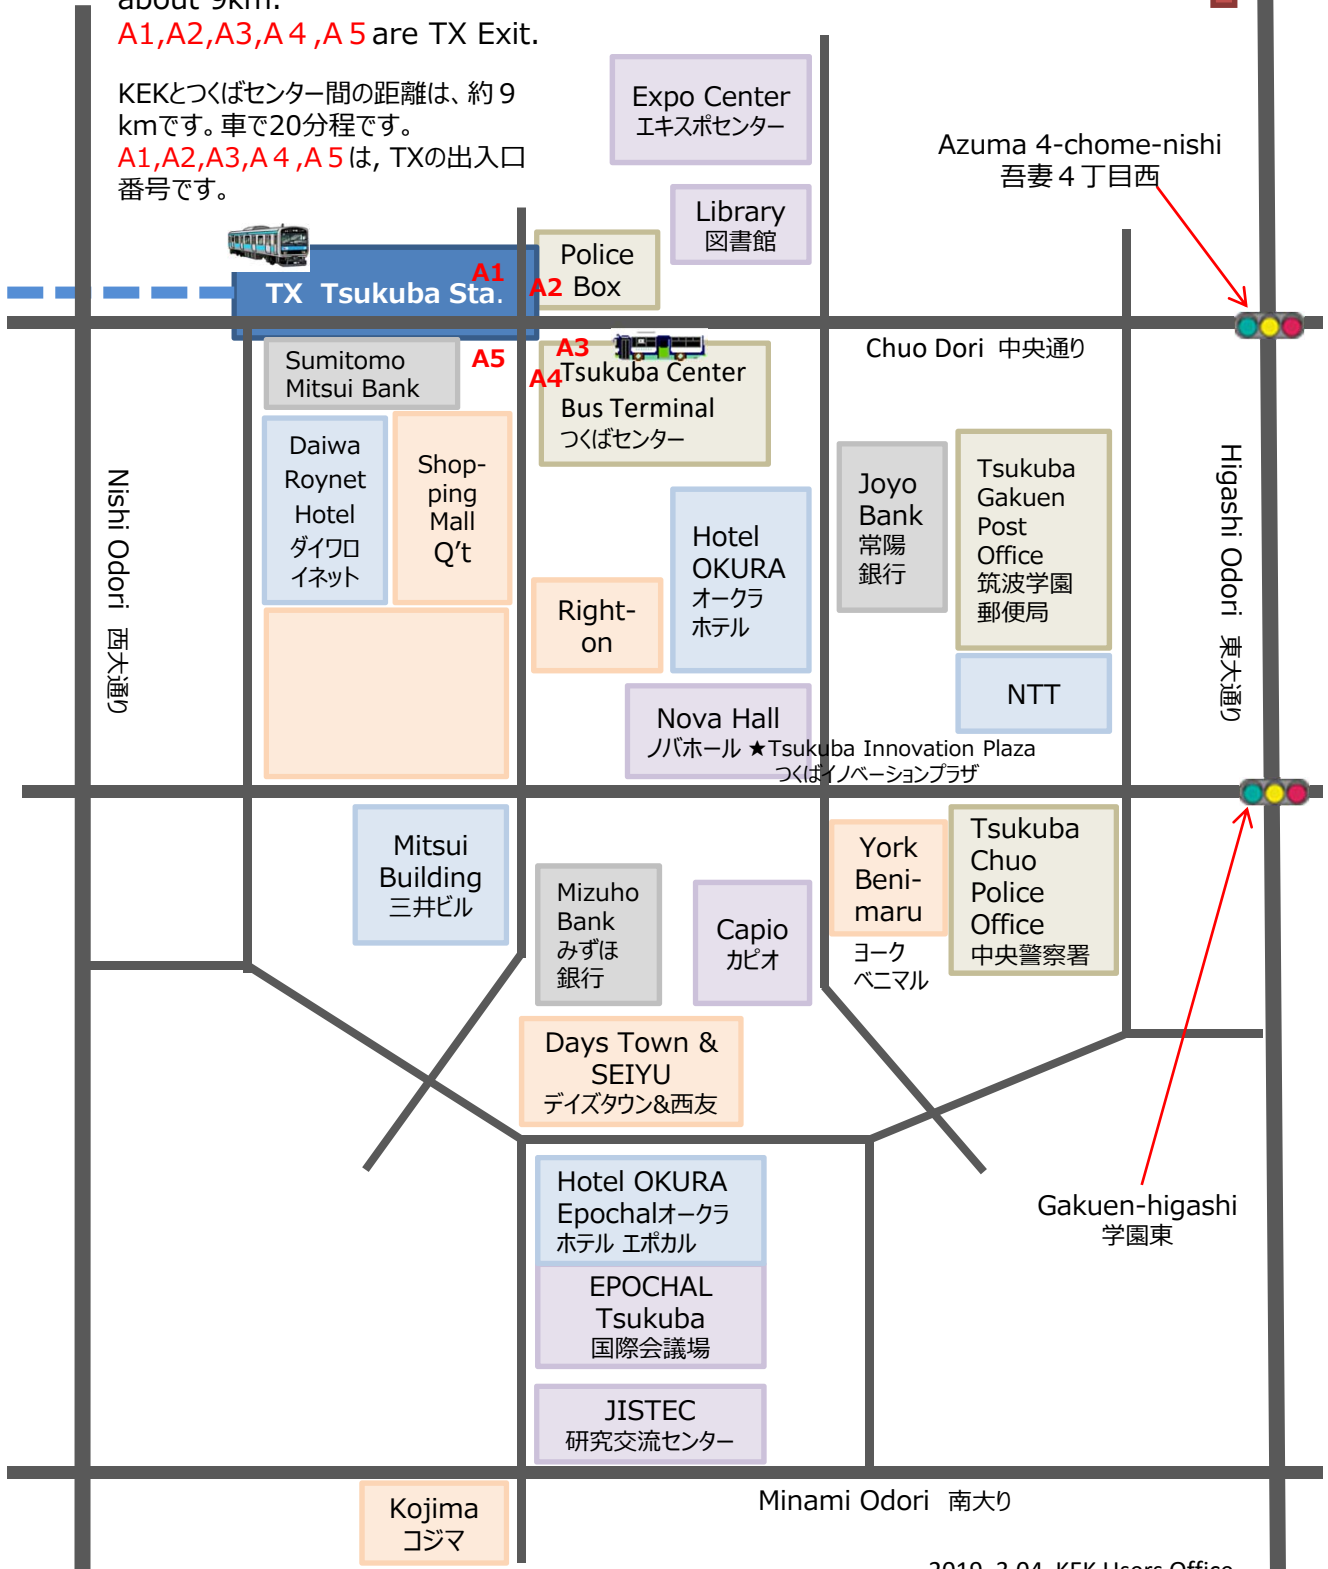 about 9km.
A1,A2,A3,A４,A５are TX Exit.
KEKとつくばセンター間の距離は、約９
kmです。車で20分程です。
A1,A2,A3,A４,A５は, TXの出入口
番号です。
Expo Center
エキスポセンター
Azuma 4-chome-nishi
吾妻４丁目西
Library
図書館
Police
Box
A1
A2
TX Tsukuba Sta.
Chuo Dori 中央通り
Sumitomo
Mitsui Bank
A5
A3
A4
Tsukuba Center
Bus Terminal
つくばセンター
Daiwa
Roynet
Hotel
ダイワロ
イネット
Shop-
ping
Mall
Q't
Nishi Odori 西大通り
Hotel
OKURA
オークラ
ホテル
Joyo
Bank
常陽
銀行
Tsukuba
Gakuen
Post
Office
筑波学園
郵便局
Higashi Odori 東大通り
Right-
on
NTT
Nova Hall
ノバホール ★Tsukuba Innovation Plaza
つくばイノベーションプラザ
Mitsui
Building
三井ビル
Mizuho
Bank
みずほ
銀行
Capio
カピオ
York
Beni-
maru
ヨーク
ベニマル
Tsukuba
Chuo
Police
Office
中央警察署
Days Town &
SEIYU
デイズタウン&西友
Hotel OKURA
Epochalオークラ
ホテル エポカル
Gakuen-higashi
学園東
EPOCHAL
Tsukuba
国際会議場
JISTEC
研究交流センター
Minami Odori 南大り
Kojima
コジマ
2019. 3.04 KEK Users Office